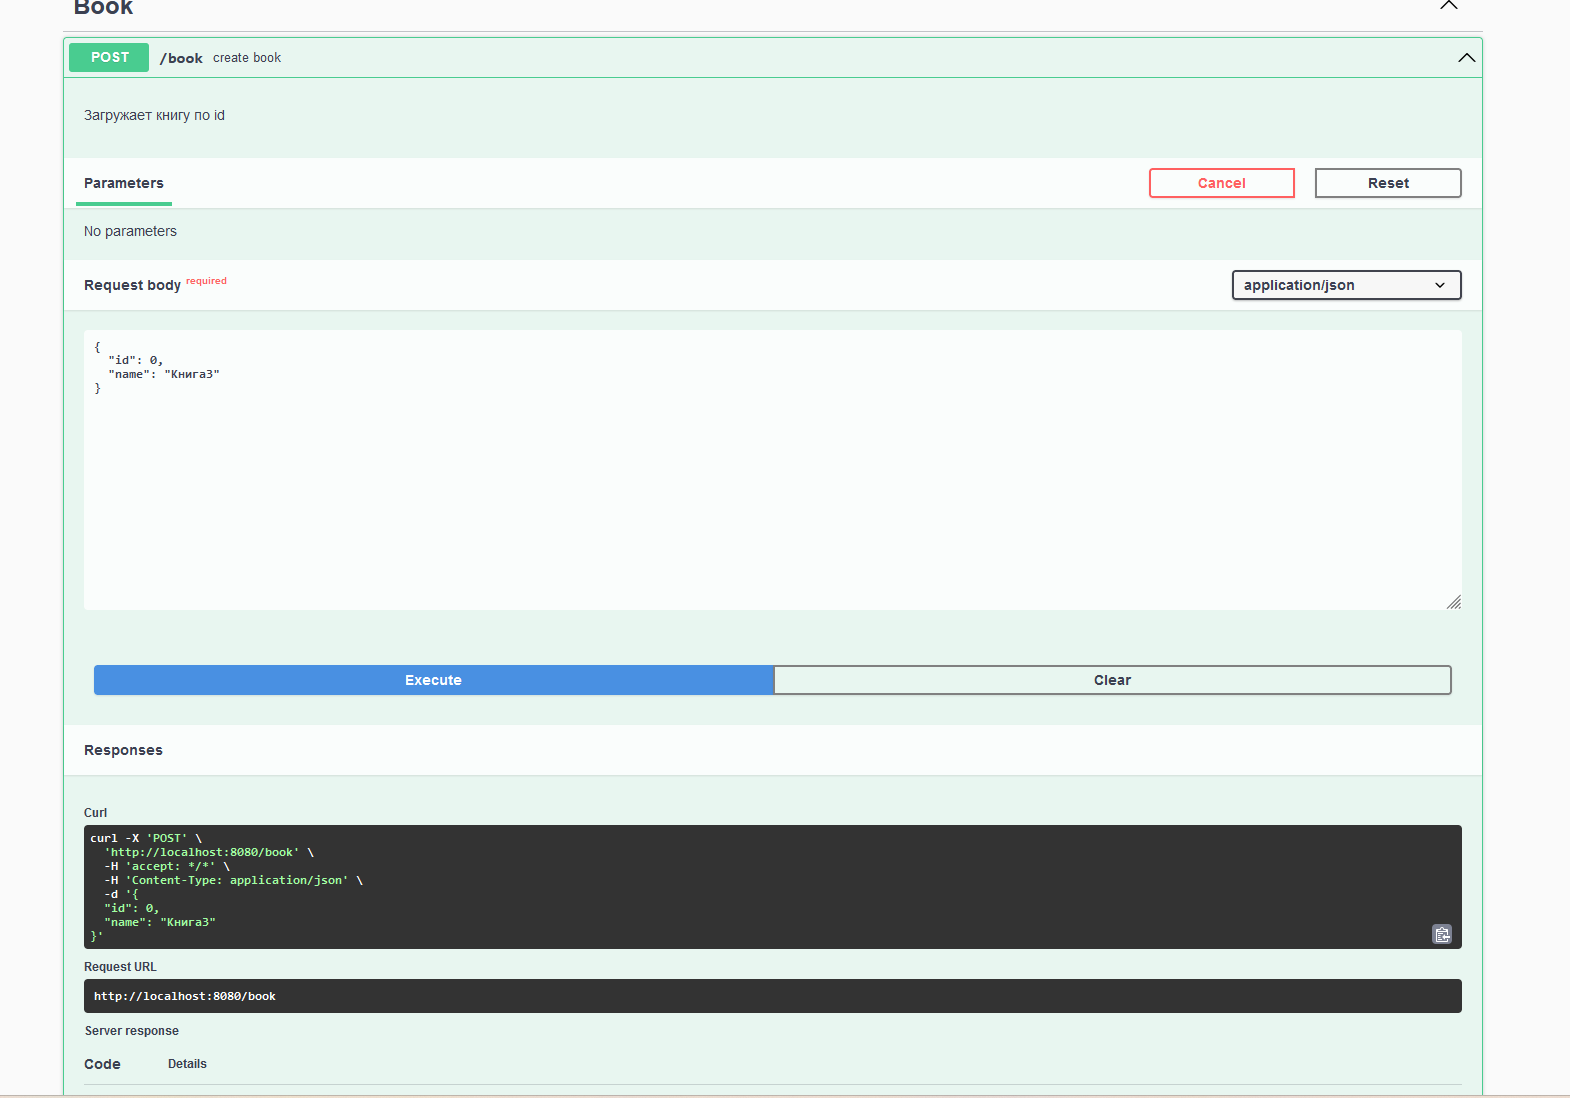 Book
POST /book create book
Загружает книгу по id
Parameters
Cancel
Reset
No parameters
Request body required
application/json
{
"id": 0,
"name": "Книга3"
}
Execute
Clear
Responses
Curl
curl -X 'POST' \
'http://localhost:8080/book' \
-H 'accept: */*' \
-H 'Content-Type: application/json' \
-d '{
"id": 0,
"name": "Книга3"
}'
Request URL
http://localhost:8080/book
Server response
Code Details